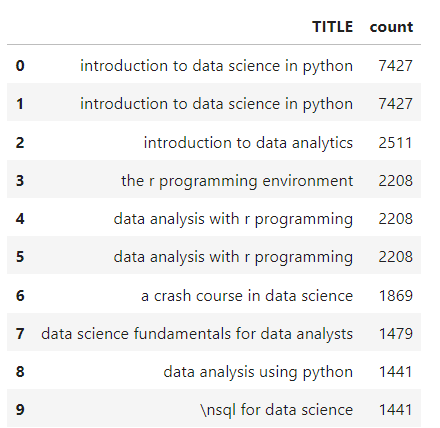 TITLE count
0 introduction to data science in python 7427
1 introduction to data science in python 7427
2 introduction to data analytics 2511
3 the r programming environment 2208
4 data analysis with r programming 2208
5 data analysis with r programming 2208
6 a crash course in data science 1869
7 data science fundamentals for data analysts 1479
8 data analysis using python 1441
9 \nsql for data science 1441